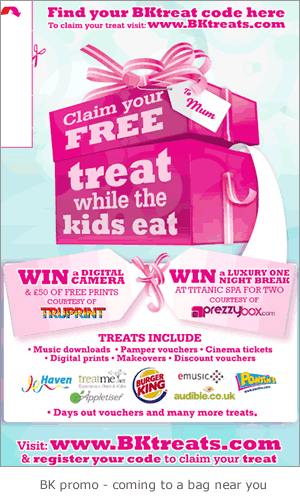 Find your BKtreat code here
To claim your treat visit: www.BKtreats.com
To
Mum
Claim your
FREE
treat
while the
kids eat
WIN a DIGITAL CAMERA
& £50 OF FREE PRINTS
COURTESY OF
TRUPRINT
WIN a LUXURY ONE NIGHT BREAK
AT TITANIC SPA FOR TWO
COURTESY OF
prezzybox.com
TREATS INCLUDE
• Music downloads • Pamper vouchers • Cinema tickets
• Digital prints • Makeovers • Discount vouchers
Haven
treatme.net
Appletiser
BURGER KING
emusic
audible.co.uk
Pontin's
• Days out vouchers and many more treats.
Visit: www.BKtreats.com
& register your code to claim your treat
BK promo - coming to a bag near you